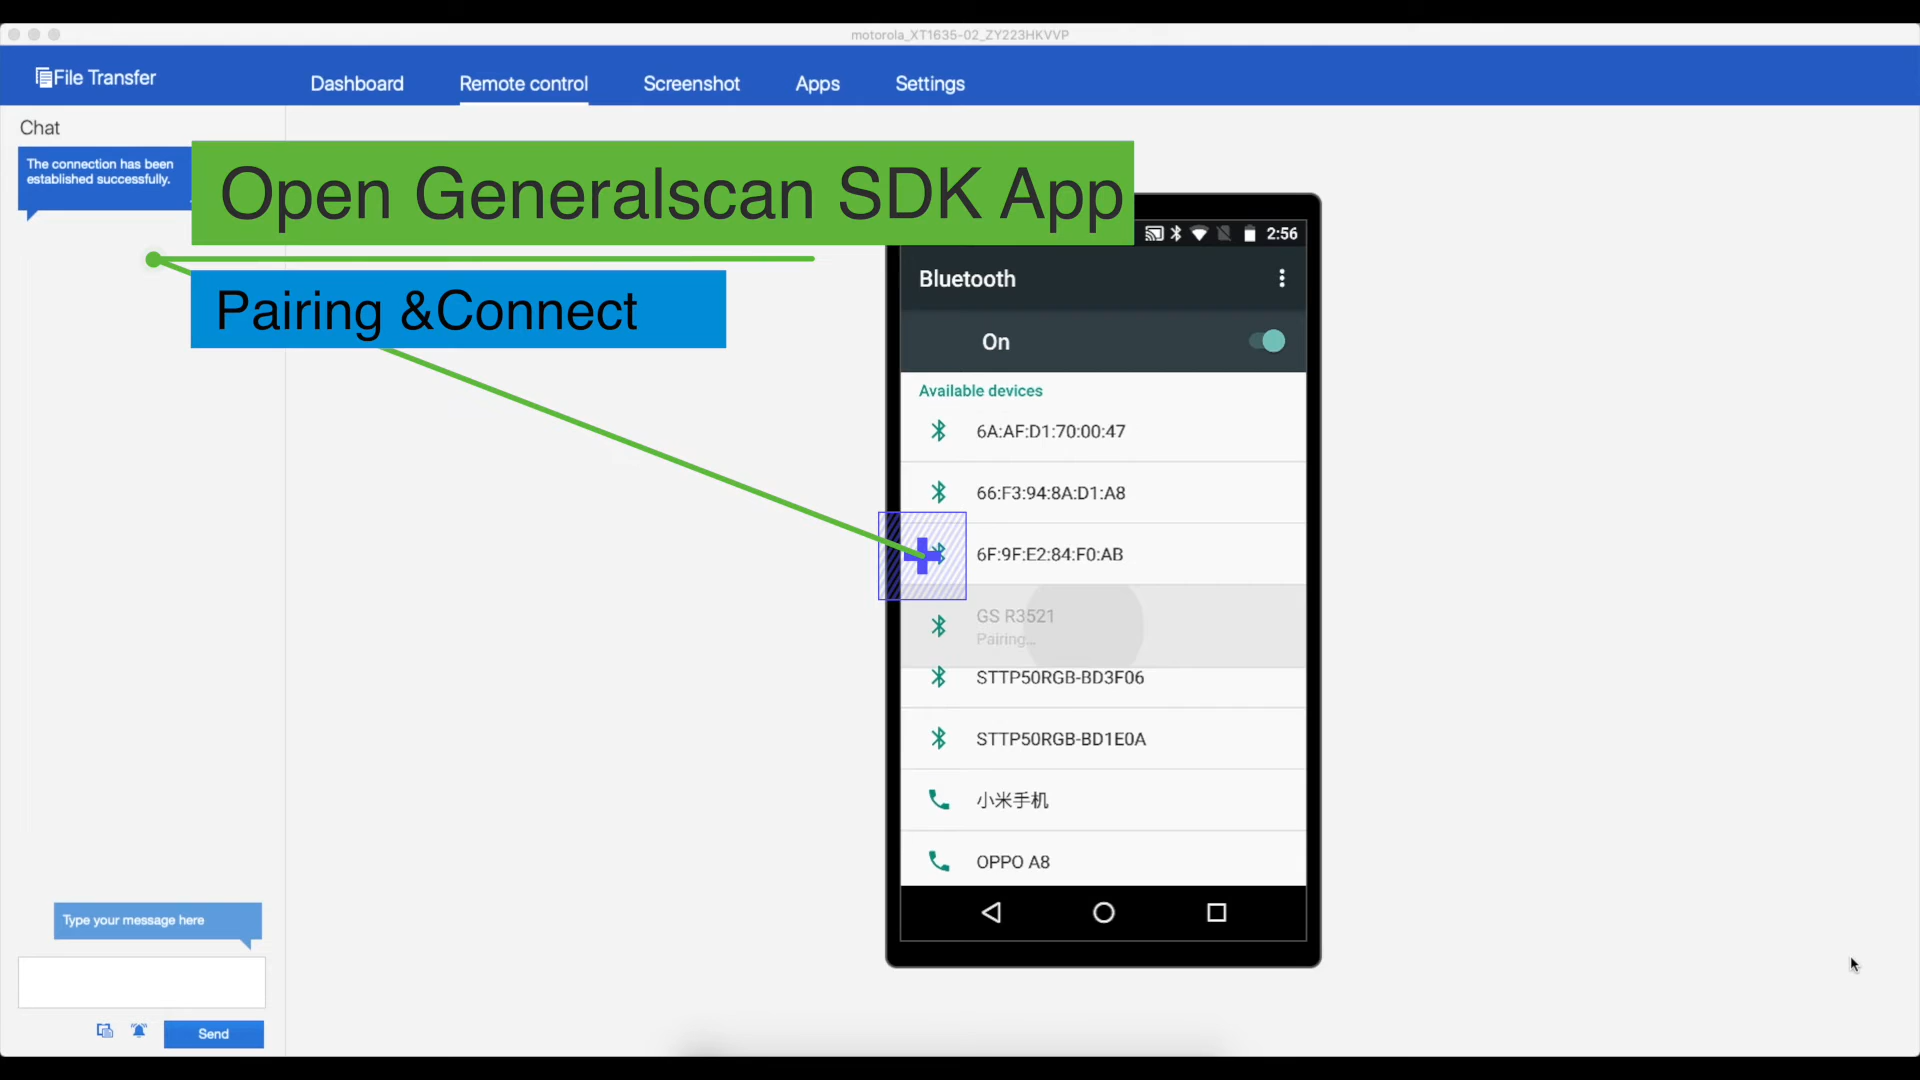 motorola_XT1635-02_ZY223HKVVP
File Transfer
Dashboard
Remote control
Screenshot
Apps
Settings
Chat
The connection has been
established successfully.
Open Generalscan SDK App
Pairing &Connect
2:56
Bluetooth
On
Available devices
6A:AF:D1:70:00:47
66:F3:94:8A:D1:A8
6F:9F:E2:84:F0:AB
GS R3521
Pairing...
STTP50RGB-BD3F06
STTP50RGB-BD1E0A
小米手机
OPPO A8
Type your message here
Send